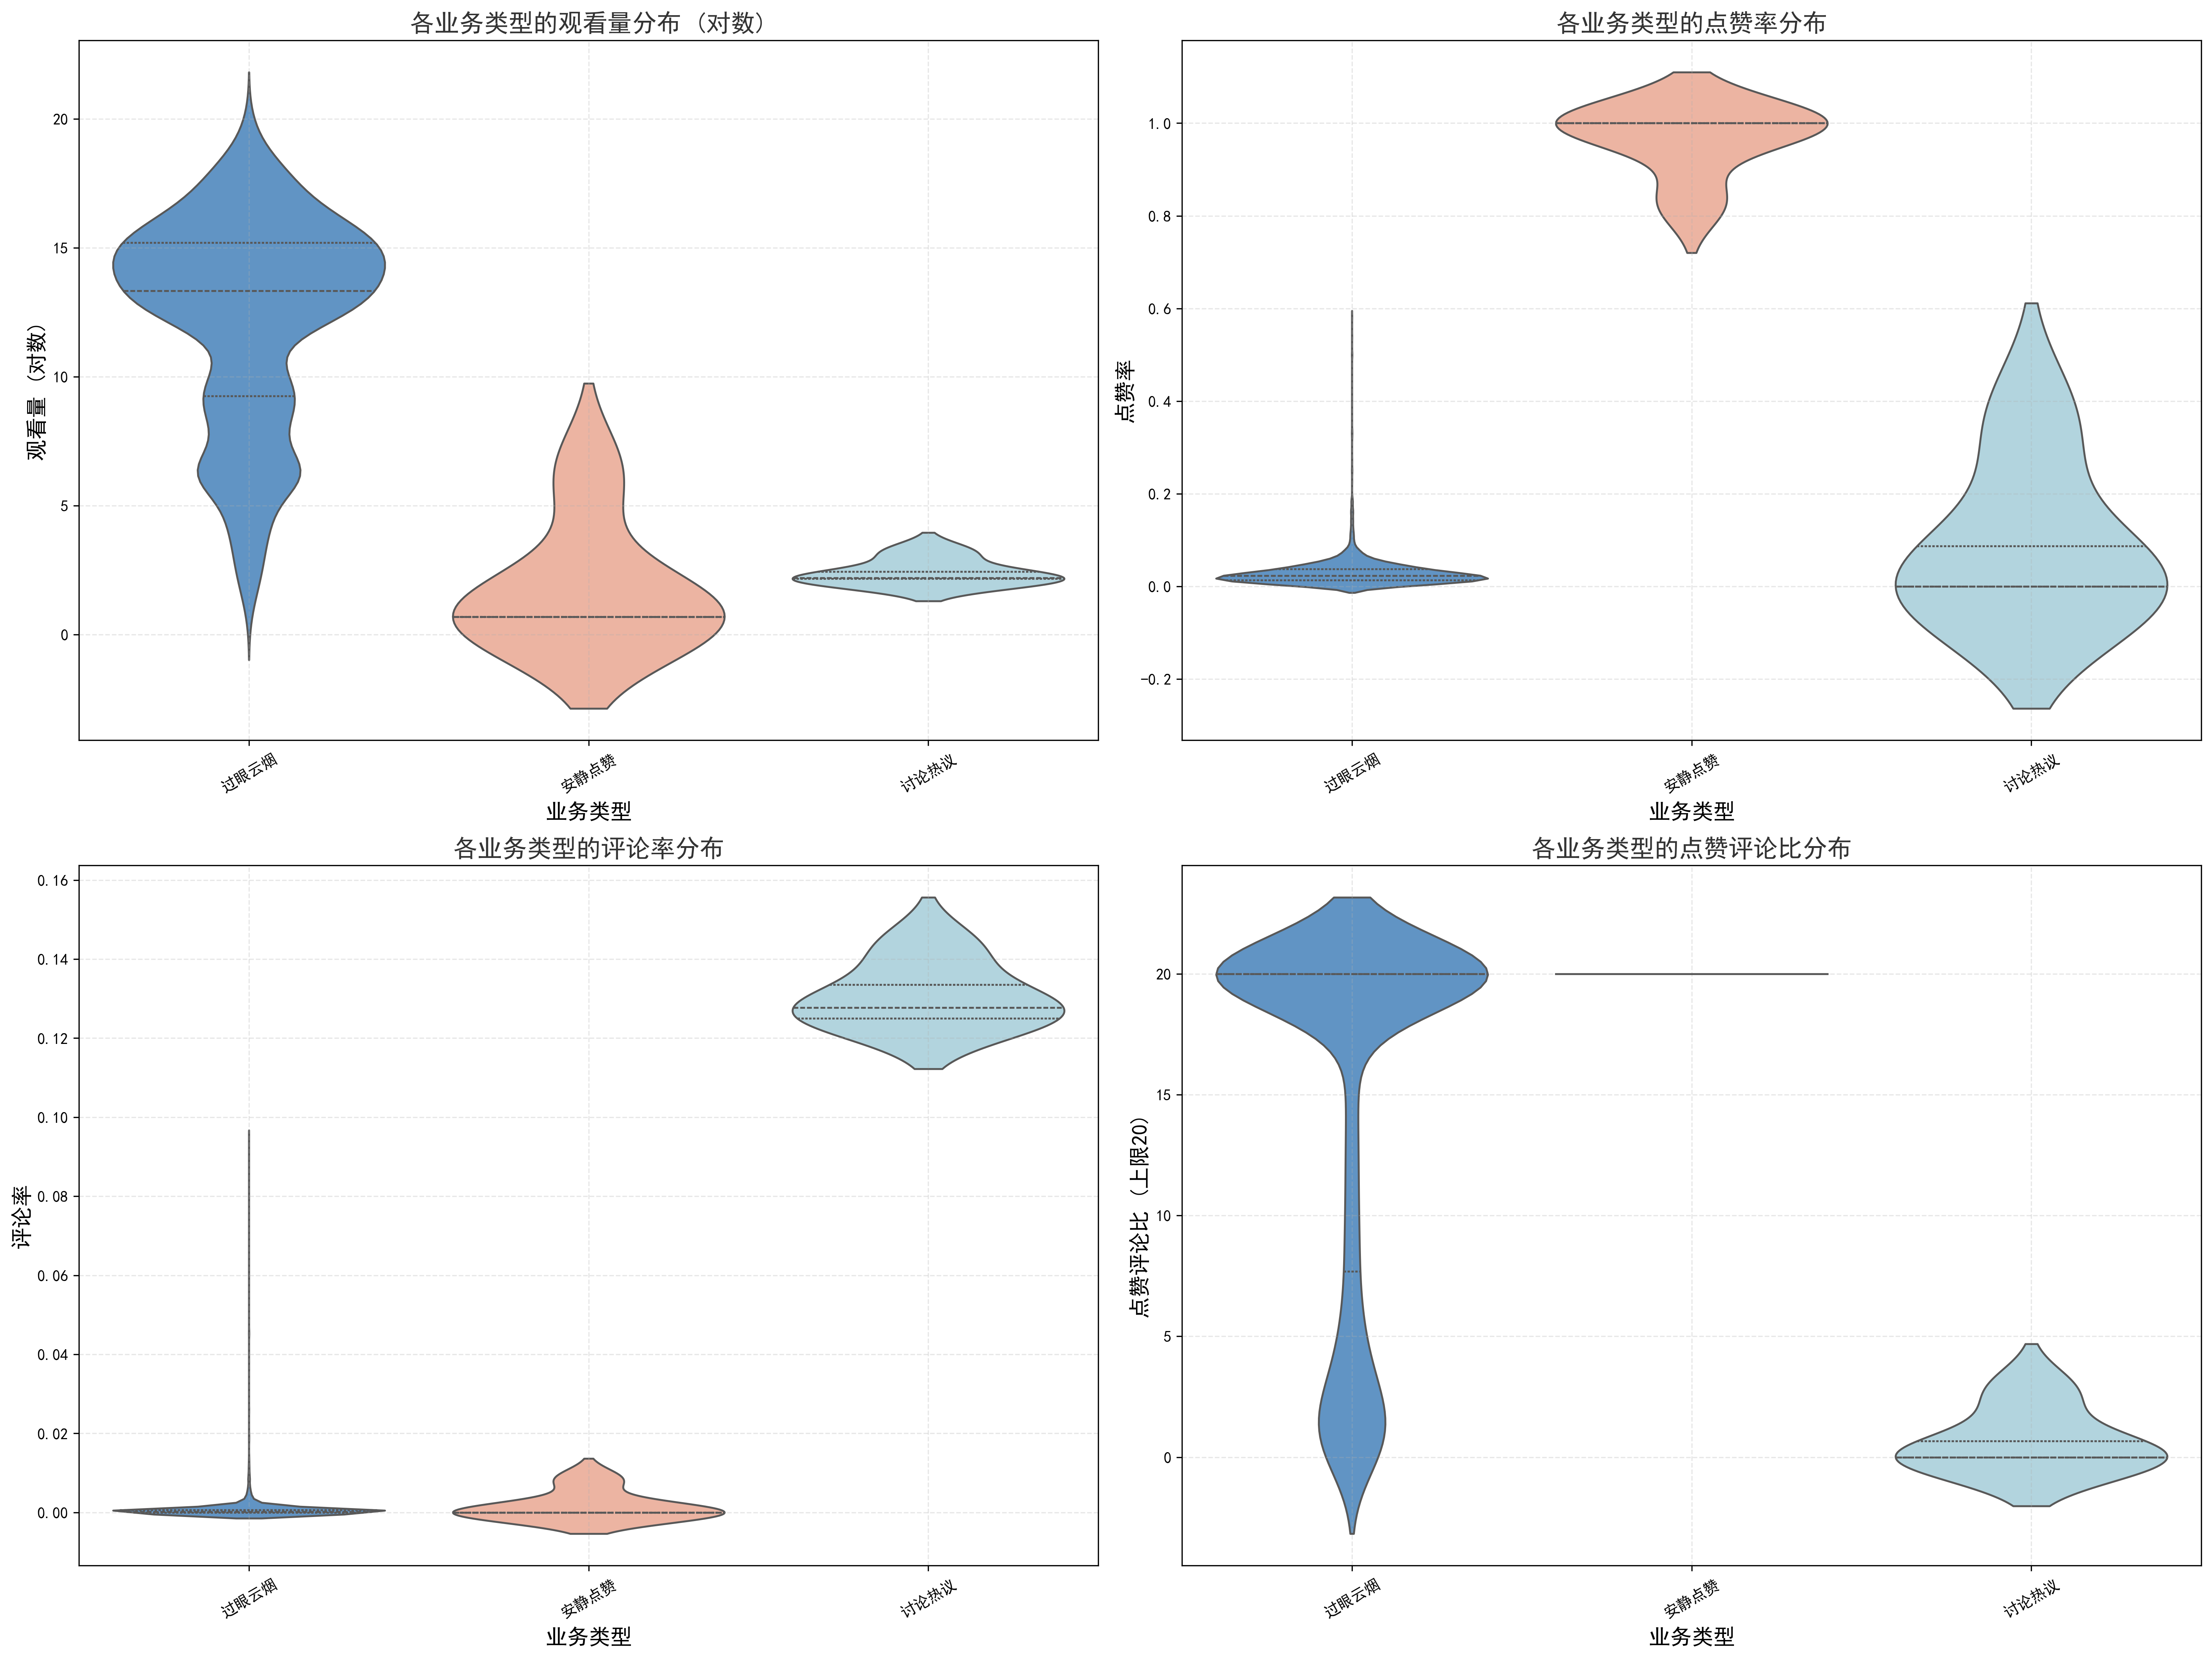 各业务类型的观看量分布（对数）
20
15
10
5
0
观看量（对数）
过眼云烟
安静点赞
讨论热议
业务类型
各业务类型的点赞率分布
1.0
0.8
0.6
0.4
0.2
0.0
-0.2
点赞率
过眼云烟
安静点赞
讨论热议
业务类型
各业务类型的评论率分布
0.16
0.14
0.12
0.10
0.08
0.06
0.04
0.02
0.00
评论率
过眼云烟
安静点赞
讨论热议
业务类型
各业务类型的点赞评论比分布
20
15
10
5
0
点赞评论比（上限20）
过眼云烟
安静点赞
讨论热议
业务类型